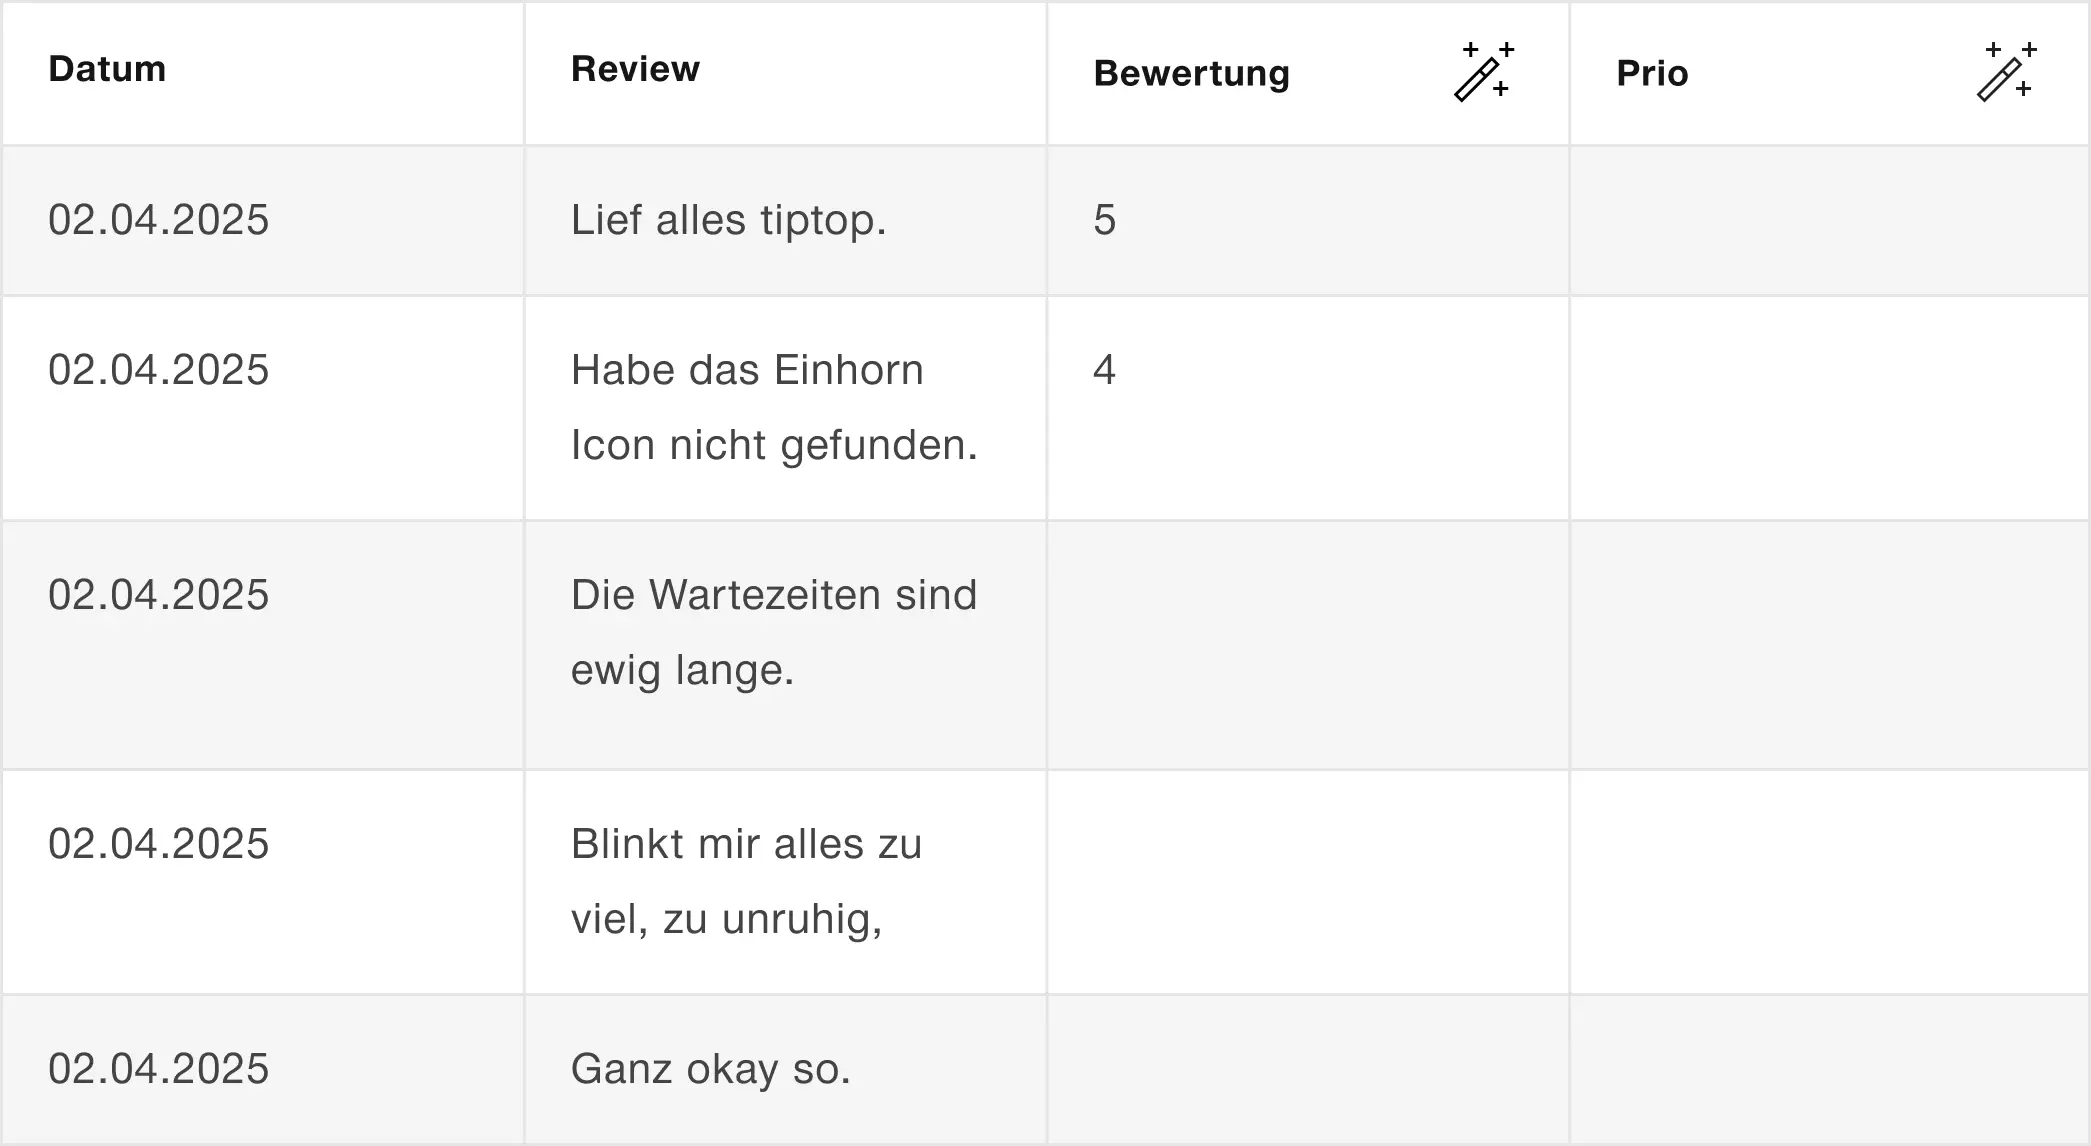 Datum Review Bewertung Prio
02.04.2025 Lief alles tiptop. 5
02.04.2025 Habe das Einhorn 4
Icon nicht gefunden.
02.04.2025 Die Wartezeiten sind
ewig lange.
02.04.2025 Blinkt mir alles zu
viel, zu unruhig,
02.04.2025 Ganz okay so.